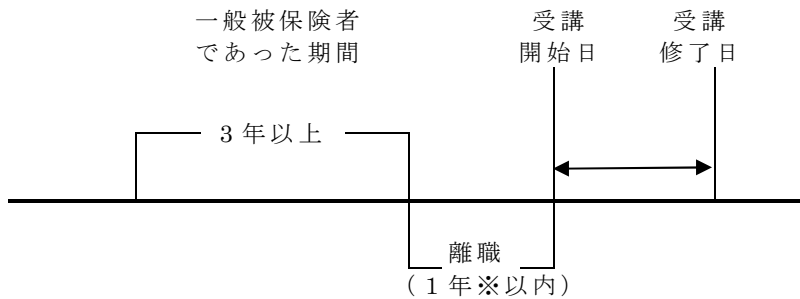 一般被保険者
であった期間
受講
開始日
受講
修了日
3年以上
離職
(1年※以内)